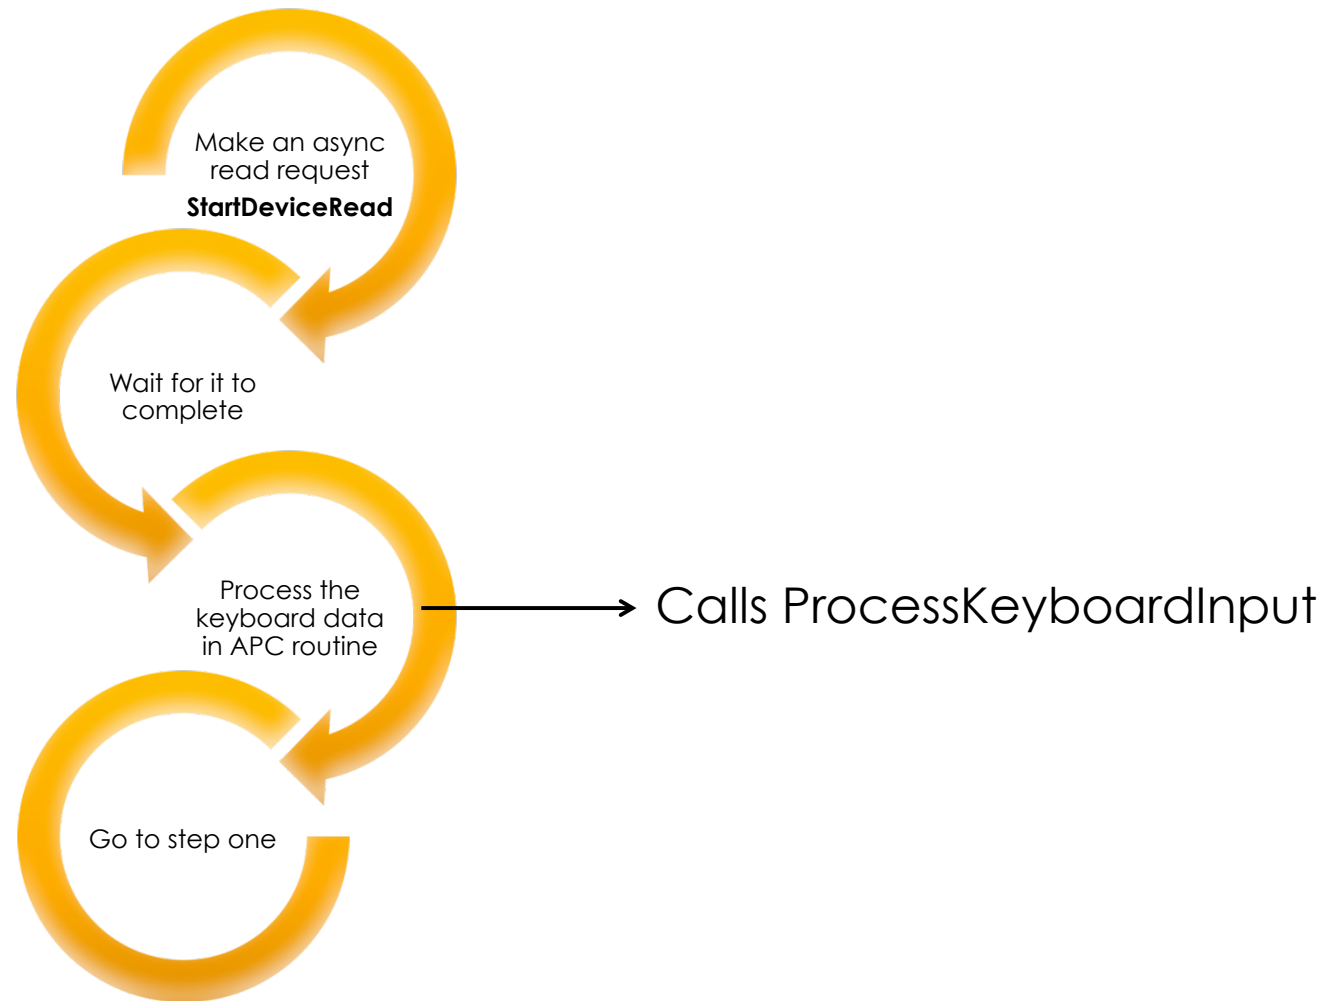 Make an async
read request
StartDeviceRead
Wait for it to
complete
Process the
keyboard data
in APC routine
Calls ProcessKeyboardInput
Go to step one